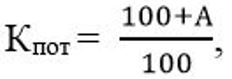 Кпот = 100+А / 100,